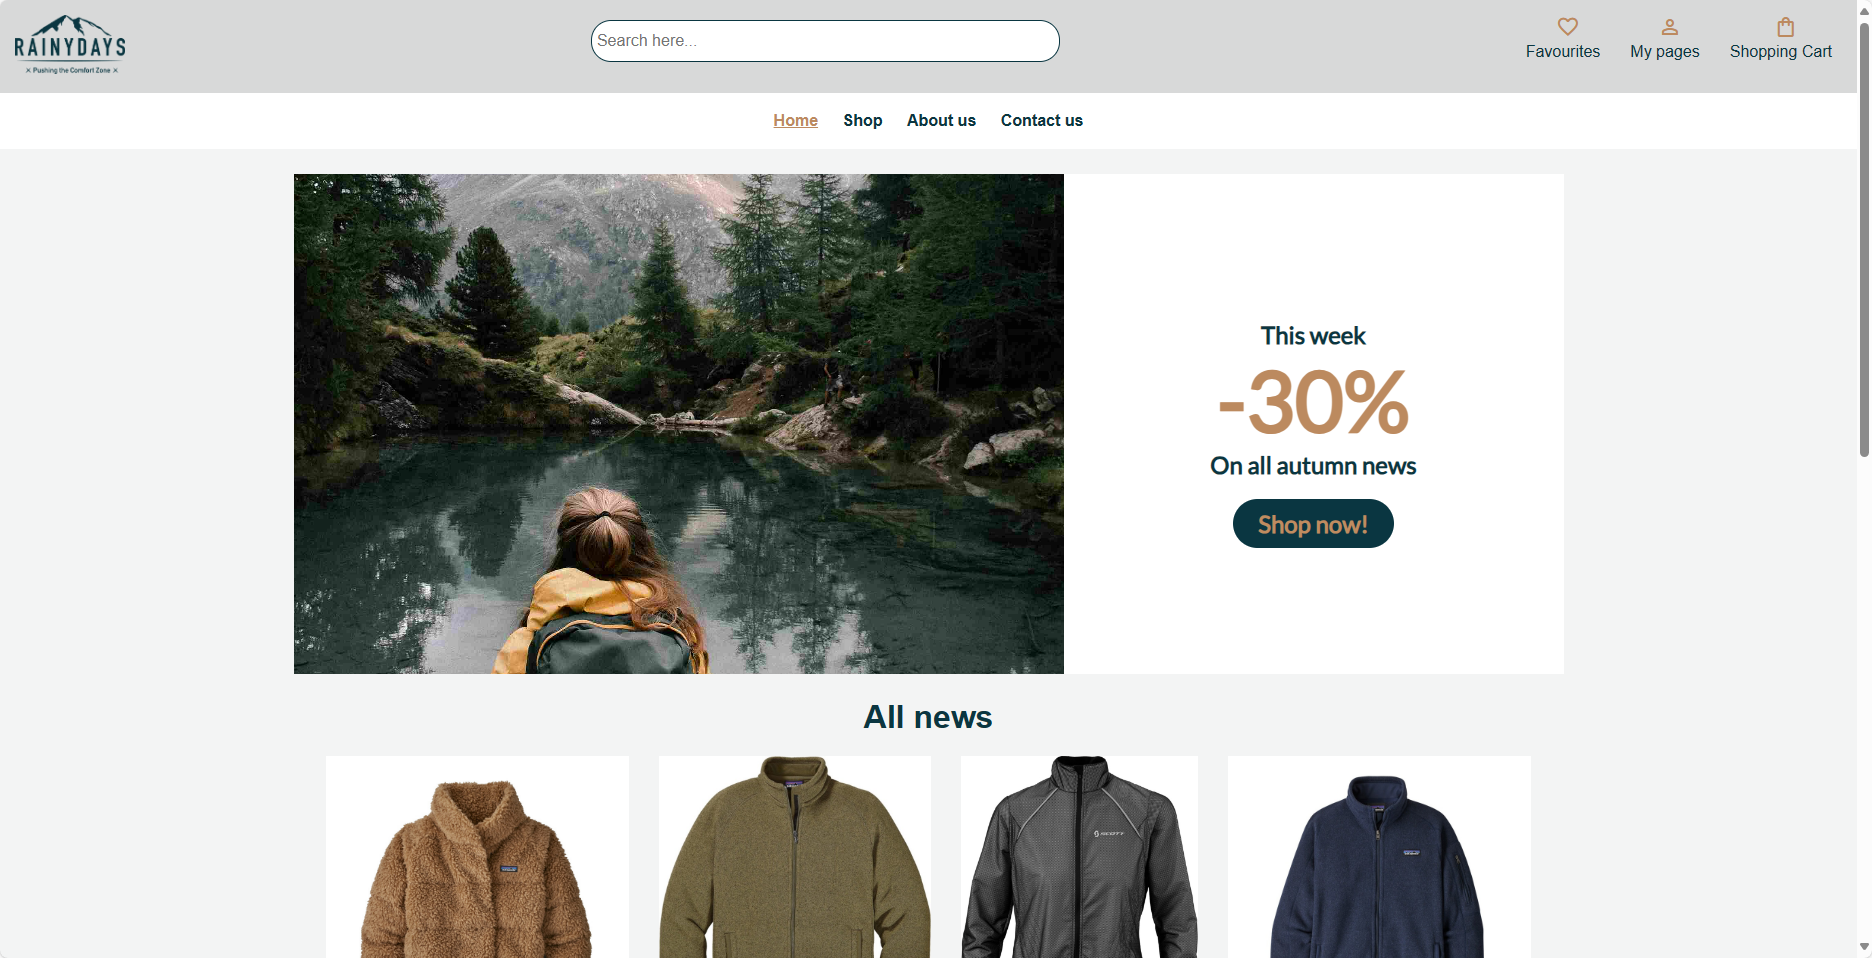 RAINYDAYS
× Pushing the Comfort Zone ×
Search here...
Favourites
My pages
Shopping Cart
Home
Shop
About us
Contact us
This week
-30%
On all autumn news
Shop now!
All news
SCOTT